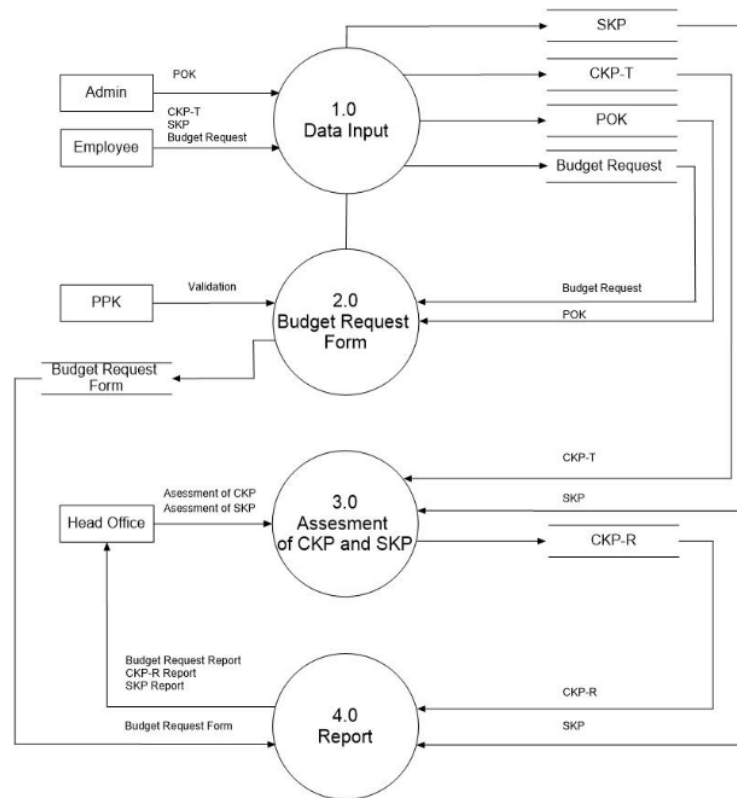 SKP
POK
Admin
CKP-T
1.0
Data Input
CKP-T
SKP
Budget Request
Employee
POK
Budget Request
Validation
PPK
2.0
Budget Request
Form
Budget Request
POK
Budget Request
Form
CKP-T
Asessment of CKP
Asessment of SKP
Head Office
3.0
Assesment
of CKP and SKP
SKP
CKP-R
Budget Request Report
CKP-R Report
SKP Report
CKP-R
4.0
Report
Budget Request Form
SKP